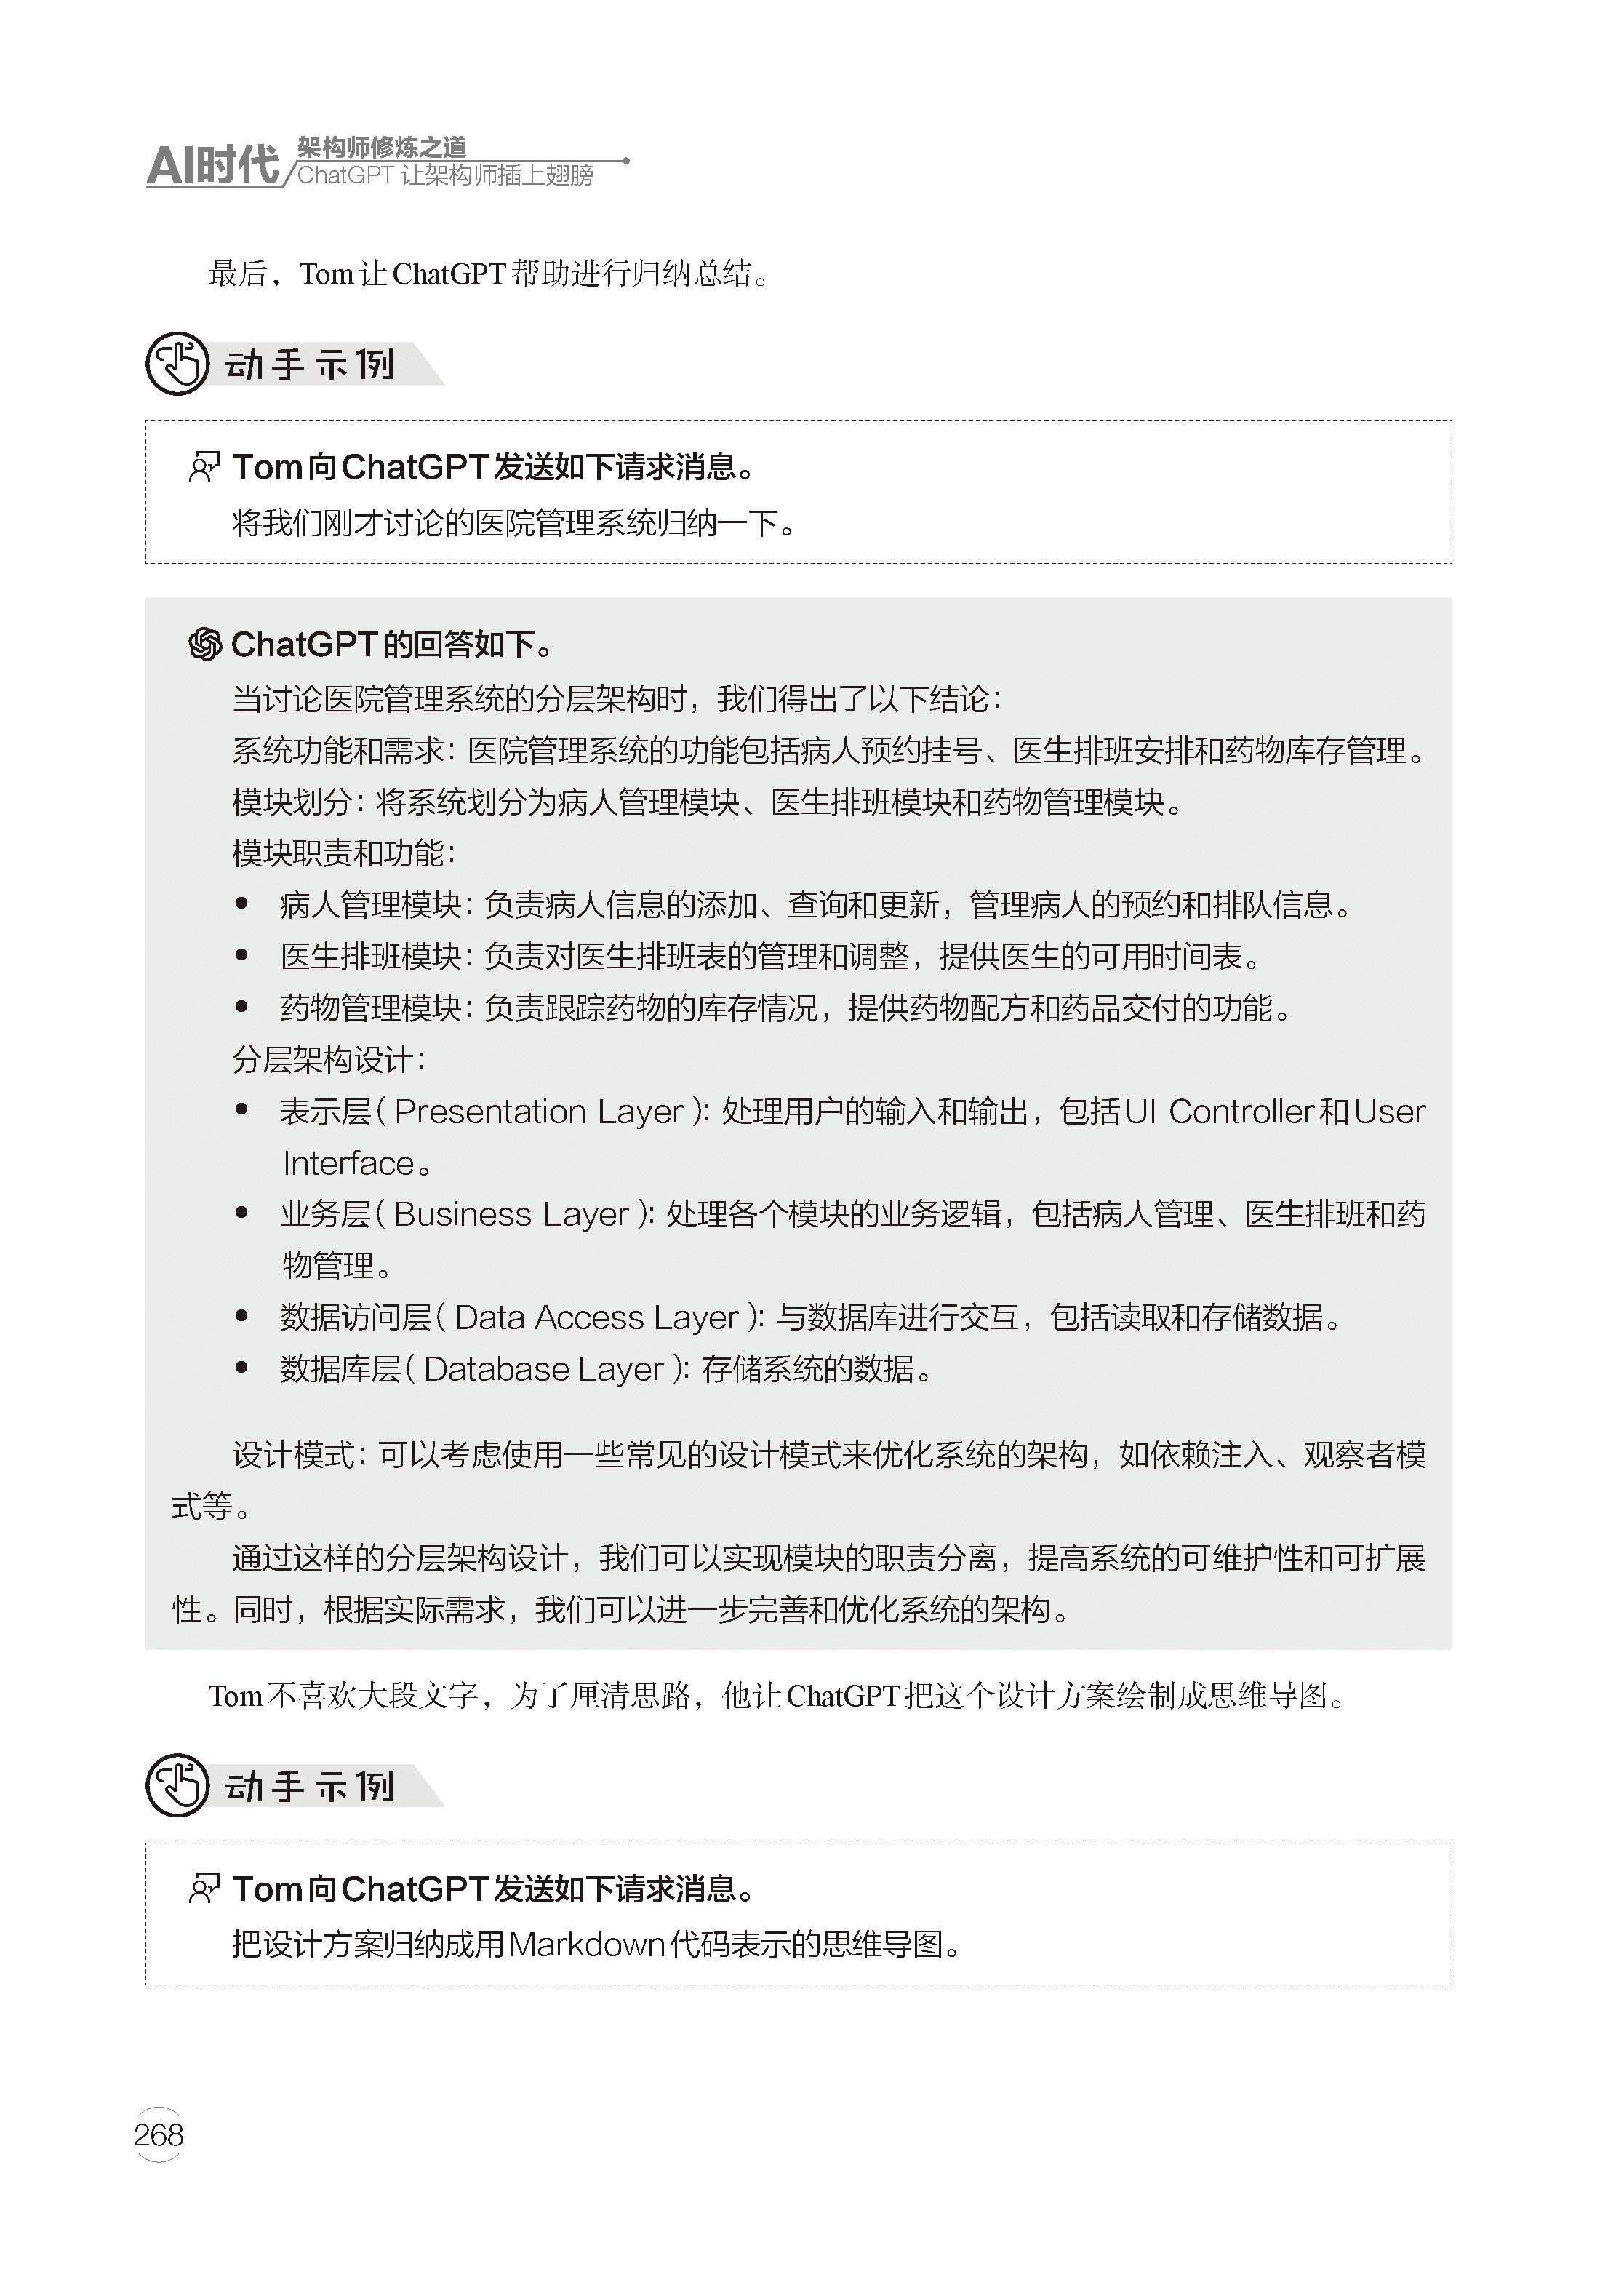 AI时代
架构师修炼之道
ChatGPT 让架构师插上翅膀
最后，Tom让ChatGPT帮助进行归纳总结。
动手示例
Tom向ChatGPT发送如下请求消息。
将我们刚才讨论的医院管理系统归纳一下。
ChatGPT的回答如下。
当讨论医院管理系统的分层架构时，我们得出了以下结论：
系统功能和需求：医院管理系统的功能包括病人预约挂号、医生排班安排和药物库存管理。
模块划分：将系统划分为病人管理模块、医生排班模块和药物管理模块。
模块职责和功能：
• 病人管理模块：负责病人信息的添加、查询和更新，管理病人的预约和排队信息。
• 医生排班模块：负责对医生排班表的管理和调整，提供医生的可用时间表。
• 药物管理模块：负责跟踪药物的库存情况，提供药物配方和药品交付的功能。
分层架构设计：
• 表示层（Presentation Layer）：处理用户的输入和输出，包括UI Controller和User
Interface。
• 业务层（Business Layer）：处理各个模块的业务逻辑，包括病人管理、医生排班和药
物管理。
• 数据访问层（Data Access Layer）：与数据库进行交互，包括读取和存储数据。
• 数据库层（Database Layer）：存储系统的数据。
设计模式：可以考虑使用一些常见的设计模式来优化系统的架构，如依赖注入、观察者模
式等。
通过这样的分层架构设计，我们可以实现模块的职责分离，提高系统的可维护性和可扩展
性。同时，根据实际需求，我们可以进一步完善和优化系统的架构。
Tom不喜欢大段文字，为了厘清思路，他让ChatGPT把这个设计方案绘制成思维导图。
动手示例
Tom向ChatGPT发送如下请求消息。
把设计方案归纳成用Markdown代码表示的思维导图。
268